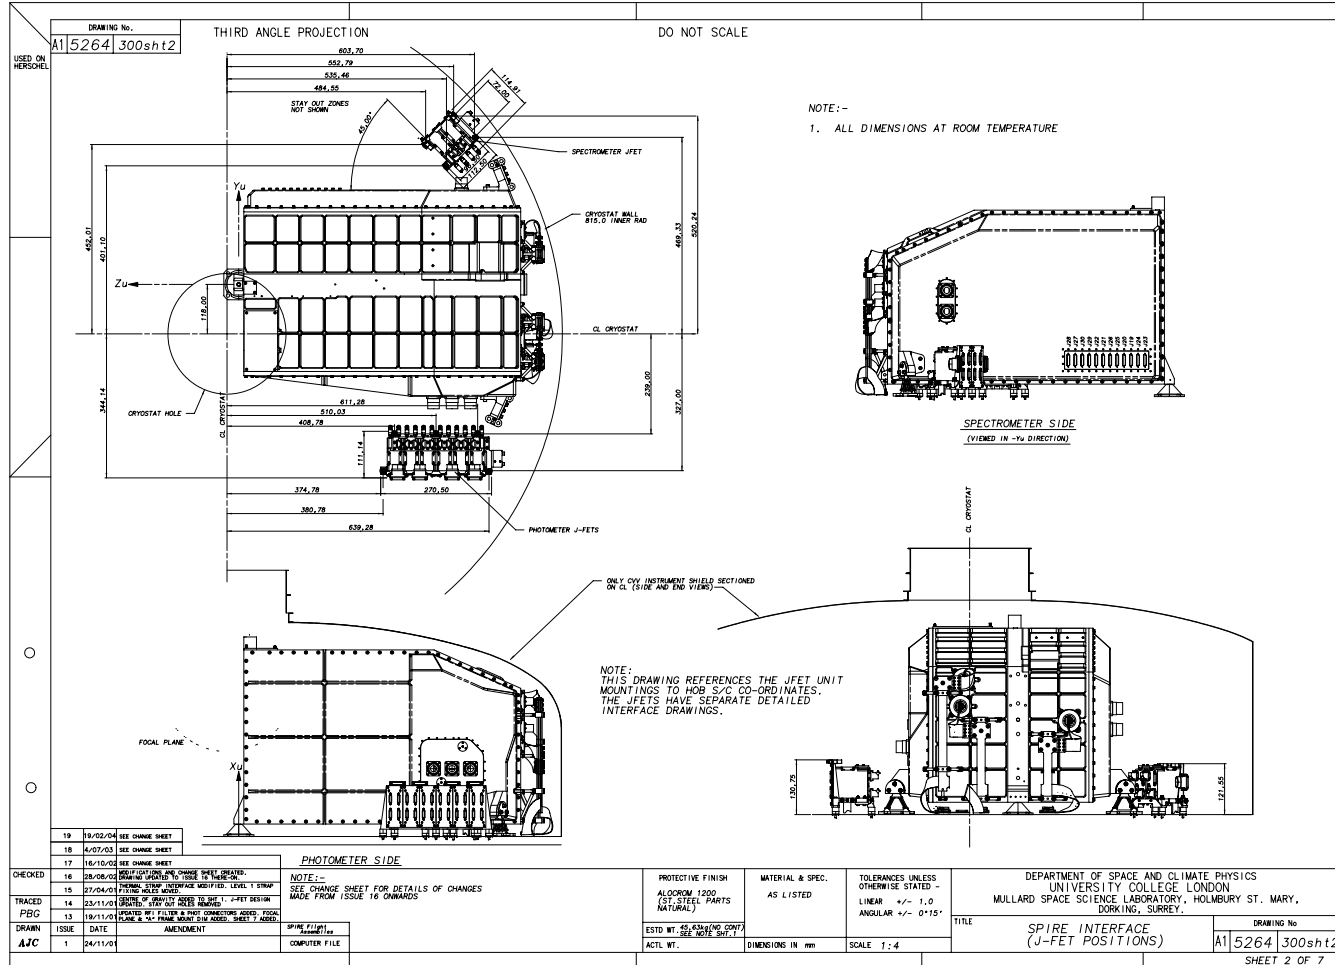 DRAWING No.
A1 5264 300sht2
THIRD ANGLE PROJECTION
DO NOT SCALE
USED ON
HERSCHEL
603,70
552,79
535,46
484,55
STAY OUT ZONES
NOT SHOWN
45,00°
114,91
72,00
112,50
SPECTROMETER JFET
CRYOSTAT WALL
815.0 INNER RAD
NOTE:-
1. ALL DIMENSIONS AT ROOM TEMPERATURE
452,01
401,10
Yu
Zu
118,00
469,33
520,24
CL CRYOSTAT
344,14
CRYOSTAT HOLE
CL CRYOSTAT
611,28
510,03
408,78
239,00
327,00
111,14
374,78
270,50
380,78
639,28
PHOTOMETER J-FETS
SPECTROMETER SIDE
(VIEWED IN -Yu DIRECTION)
CL CRYOSTAT
ONLY CVV INSTRUMENT SHIELD SECTIONED
ON CL (SIDE AND END VIEWS)
NOTE:
THIS DRAWING REFERENCES THE JFET UNIT
MOUNTINGS TO HOB S/C CO-ORDINATES.
THE JFETS HAVE SEPARATE DETAILED
INTERFACE DRAWINGS.
FOCAL PLANE
Xu
130,75
121,55
PHOTOMETER SIDE
NOTE:-
SEE CHANGE SHEET FOR DETAILS OF CHANGES
MADE FROM ISSUE 16 ONWARDS
19 19/02/04 SEE CHANGE SHEET
18 4/07/03 SEE CHANGE SHEET
17 16/10/02 SEE CHANGE SHEET
16 28/08/02 MODIFICATIONS AND CHANGE SHEET CREATED. DRAWING UPDATED TO ISSUE 16 THERE-ON.
15 27/04/01 THERMAL STRAP INTERFACE MODIFIED. LEVEL 1 STRAP FIXING HOLES MOVED.
14 23/11/01 CENTRE OF GRAVITY ADDED TO SHT 1. J-FET DESIGN UPDATED. STAY OUT HOLES REMOVED
13 19/11/01 UPDATED RFI FILTER & PHOT CONNECTORS ADDED. FOCAL PLANE & "A" FRAME MOUNT DIM ADDED. SHEET 7 ADDED.
ISSUE DATE AMENDMENT
1 24/11/01
CHECKED
TRACED
PBG
DRAWN
AJC
SPIRE Flight
Assemblies
COMPUTER FILE
PROTECTIVE FINISH
ALOCROM 1200
(ST.STEEL PARTS
NATURAL)
ESTD WT. 45,63kg(NO CONT)
SEE NOTE SHT.1
ACTL WT.
MATERIAL & SPEC.
AS LISTED
DIMENSIONS IN mm
TOLERANCES UNLESS
OTHERWISE STATED -
LINEAR +/- 1,0
ANGULAR +/- 0°15'
SCALE 1:4
DEPARTMENT OF SPACE AND CLIMATE PHYSICS
UNIVERSITY COLLEGE LONDON
MULLARD SPACE SCIENCE LABORATORY, HOLMBURY ST. MARY,
DORKING, SURREY.
TITLE
SPIRE INTERFACE
(J-FET POSITIONS)
DRAWING No
A1 5264 300sht2
SHEET 2 OF 7